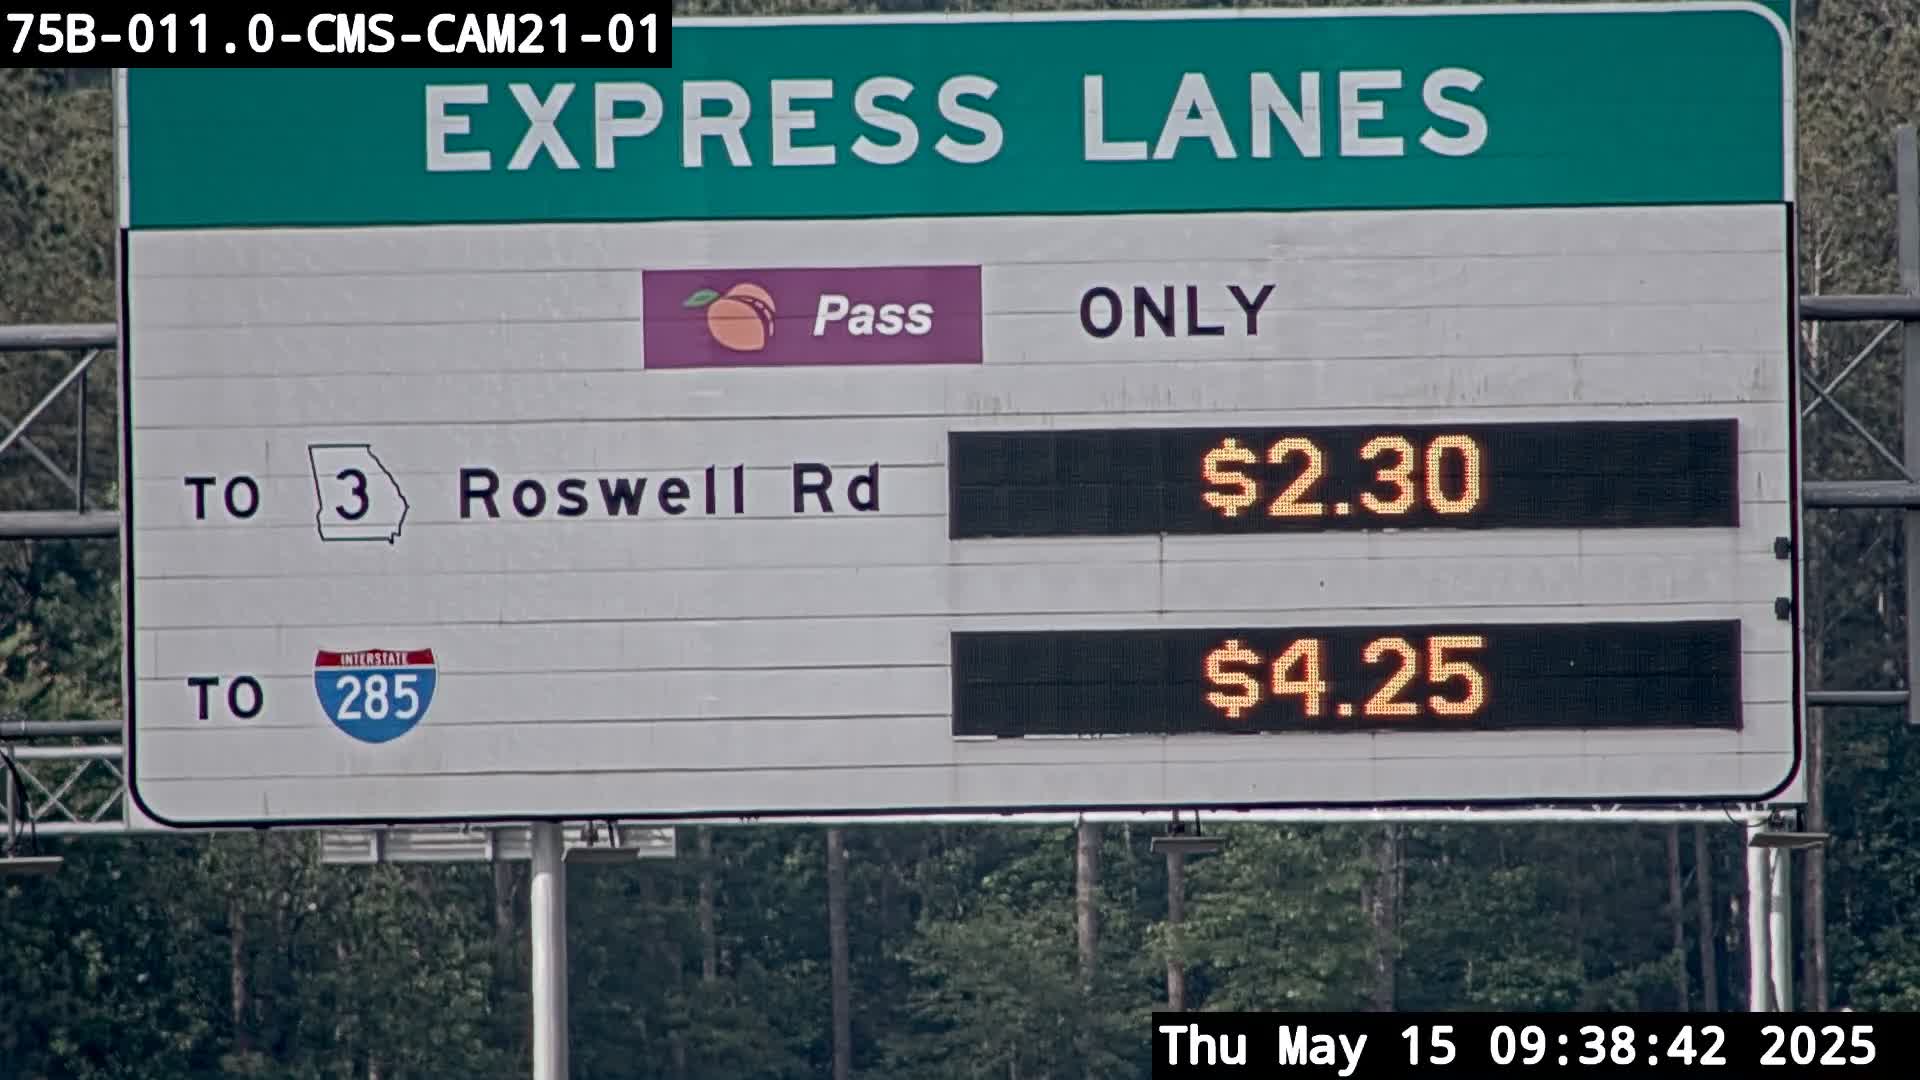 75B-011.0-CMS-CAM21-01
EXPRESS LANES
Pass ONLY
TO 3 Roswell Rd $2.30
INTERSTATE
TO 285 $4.25
Thu May 15 09:38:42 2025